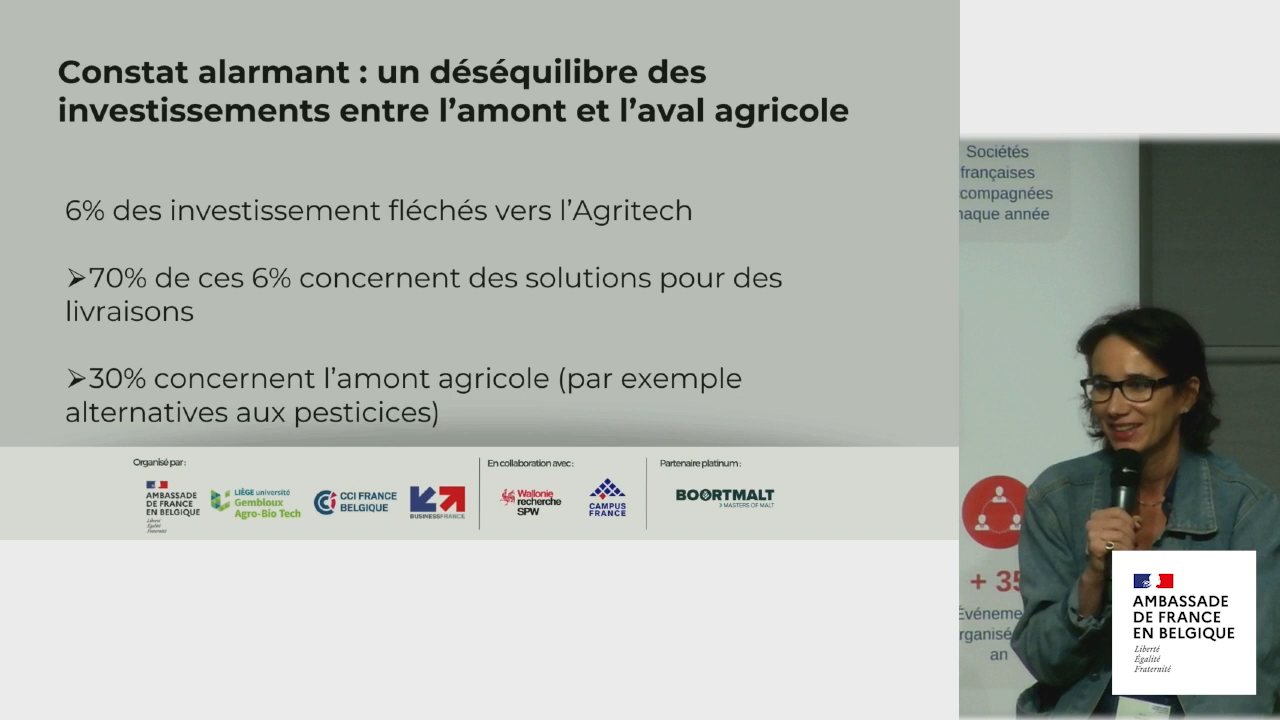 Constat alarmant : un déséquilibre des
investissements entre l’amont et l’aval agricole
6% des investissement fléchés vers l’Agritech
➢70% de ces 6% concernent des solutions pour des
livraisons
➢30% concernent l’amont agricole (par exemple
alternatives aux pesticices)
Organisé par :
AMBASSADE
DE FRANCE
EN BELGIQUE
Liberté
Égalité
Fraternité
LIÈGE université
Gembloux
Agro-Bio Tech
CCI FRANCE
BELGIQUE
BUSINESSFRANCE
En collaboration avec :
Wallonie
recherche
SPW
CAMPUS
FRANCE
Partenaire platinum :
BOORTMALT
MASTERS OF MALT
Sociétés
françaises
compagnées
haque année
+ 35
Événeme
rganisé
an
AMBASSADE
DE FRANCE
EN BELGIQUE
Liberté
Égalité
Fraternité